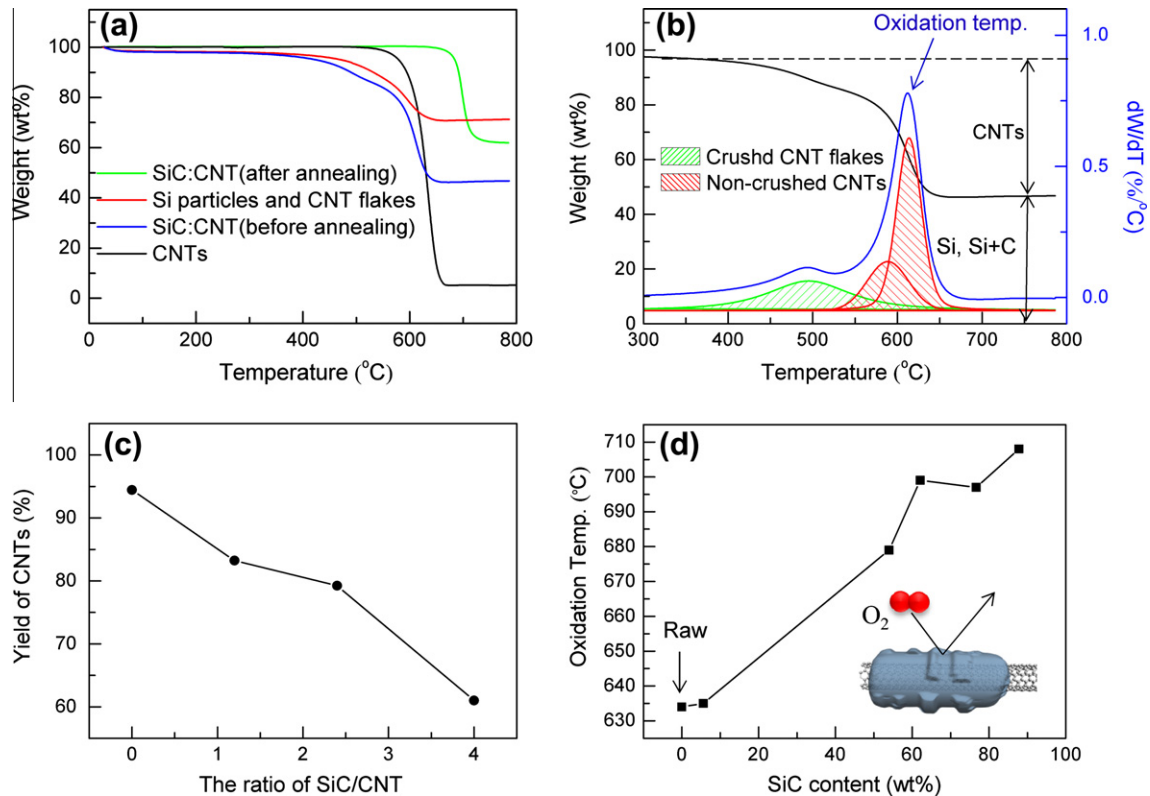 (a)
100
80
60
40
20
0
Weight (wt%)
SiC:CNT(after annealing)
Si particles and CNT flakes
SiC:CNT(before annealing)
CNTs
0 200 400 600 800
Temperature (°C)
(b)
Oxidation temp.
100
80
60
40
20
0
Weight (wt%)
1.0
0.5
0.0
dW/dT (%/°C)
CNTs
Crushd CNT flakes
Non-crushed CNTs
Si, Si+C
300 400 500 600 700 800
Temperature (°C)
(c)
100
90
80
70
60
Yield of CNTs (%)
0 1 2 3 4
The ratio of SiC/CNT
(d)
710
700
690
680
670
660
650
640
630
Oxidation Temp. (°C)
Raw
O2
0 20 40 60 80 100
SiC content (wt%)